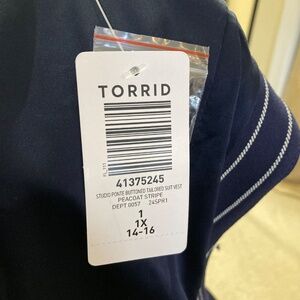 TORRID
41375245
STUDIO PONTE BUTTONED TAILORED SUIT VEST
PEACOAT STRIPE
DEPT 0057 24SPR1
1
1X
14-16